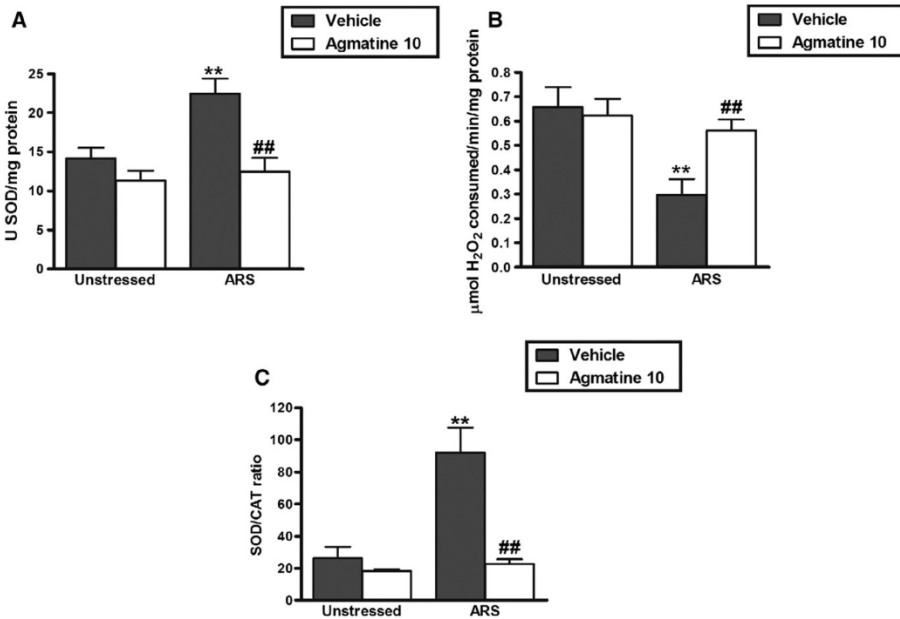 A
Vehicle
Agmatine 10
U SOD/mg protein
25
20
15
10
5
0
**
##
Unstressed
ARS
B
Vehicle
Agmatine 10
μmol H₂O₂ consumed/min/mg protein
0.8
0.7
0.6
0.5
0.4
0.3
0.2
0.1
0.0
**
##
Unstressed
ARS
C
Vehicle
Agmatine 10
SOD/CAT ratio
120
100
80
60
40
20
0
**
##
Unstressed
ARS